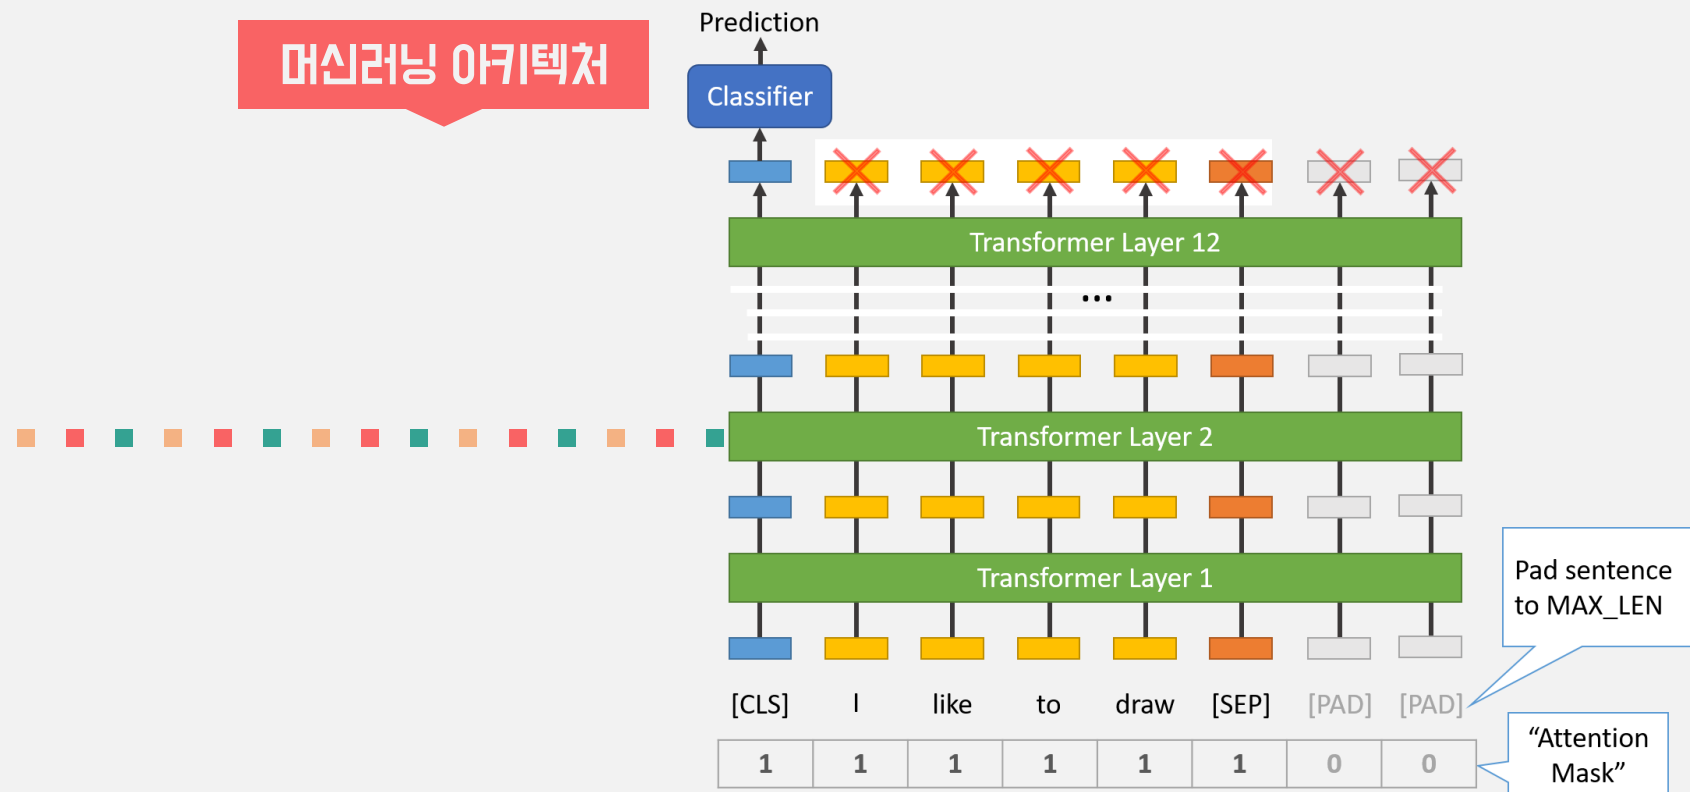 머신러닝 아키텍처
Prediction
Classifier
Transformer Layer 12
...
Transformer Layer 2
Transformer Layer 1
Pad sentence
to MAX_LEN
[CLS] I like to draw [SEP] [PAD] [PAD]
1 1 1 1 1 1 0 0
“Attention
Mask”